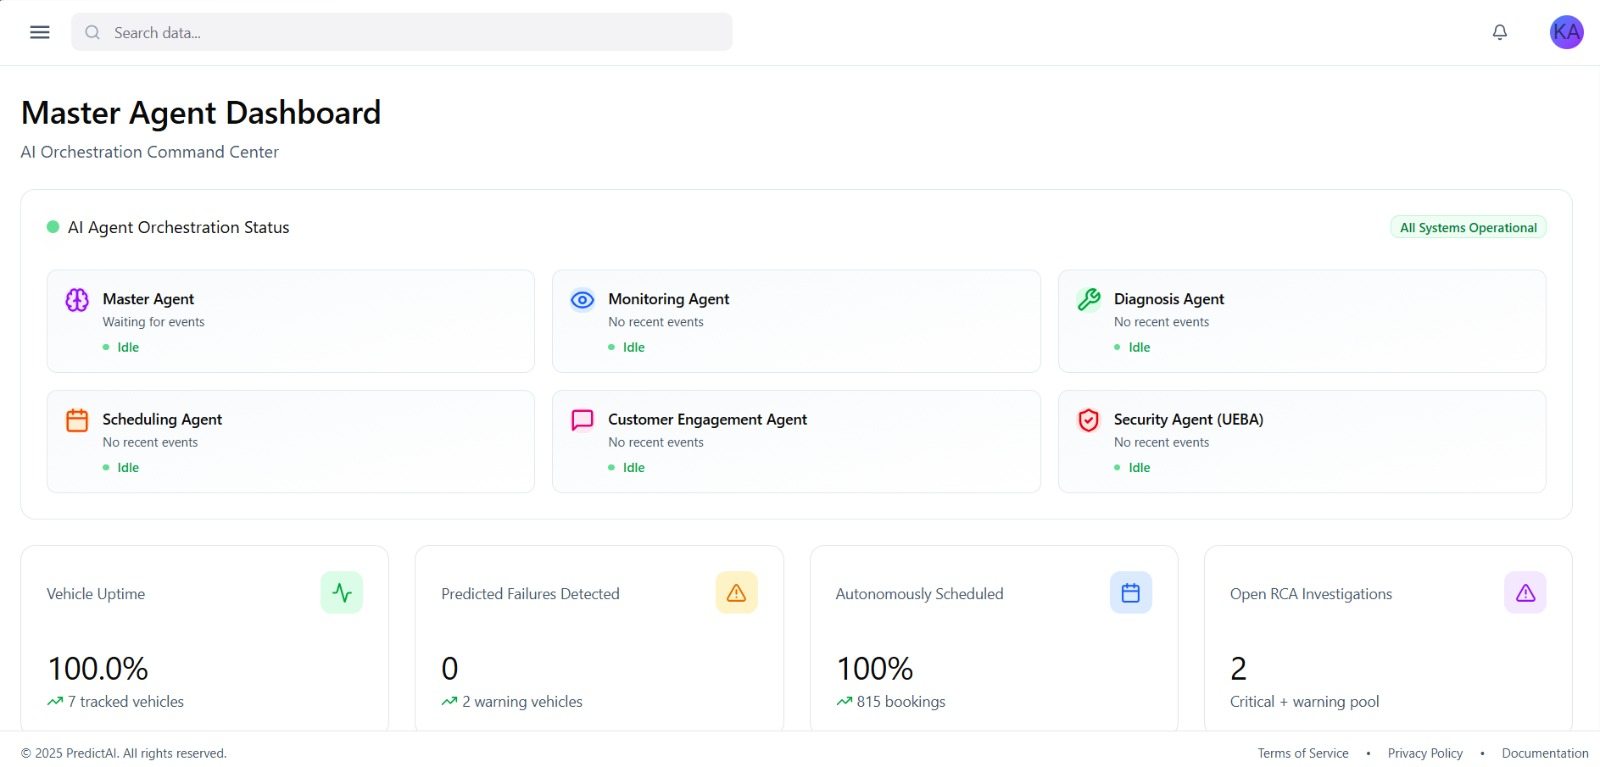 Search data...
KA
Master Agent Dashboard
AI Orchestration Command Center
AI Agent Orchestration Status
All Systems Operational
Master Agent
Waiting for events
Idle
Monitoring Agent
No recent events
Idle
Diagnosis Agent
No recent events
Idle
Scheduling Agent
No recent events
Idle
Customer Engagement Agent
No recent events
Idle
Security Agent (UEBA)
No recent events
Idle
Vehicle Uptime
100.0%
7 tracked vehicles
Predicted Failures Detected
0
2 warning vehicles
Autonomously Scheduled
100%
815 bookings
Open RCA Investigations
2
Critical + warning pool
© 2025 PredictAI. All rights reserved.
Terms of Service • Privacy Policy • Documentation